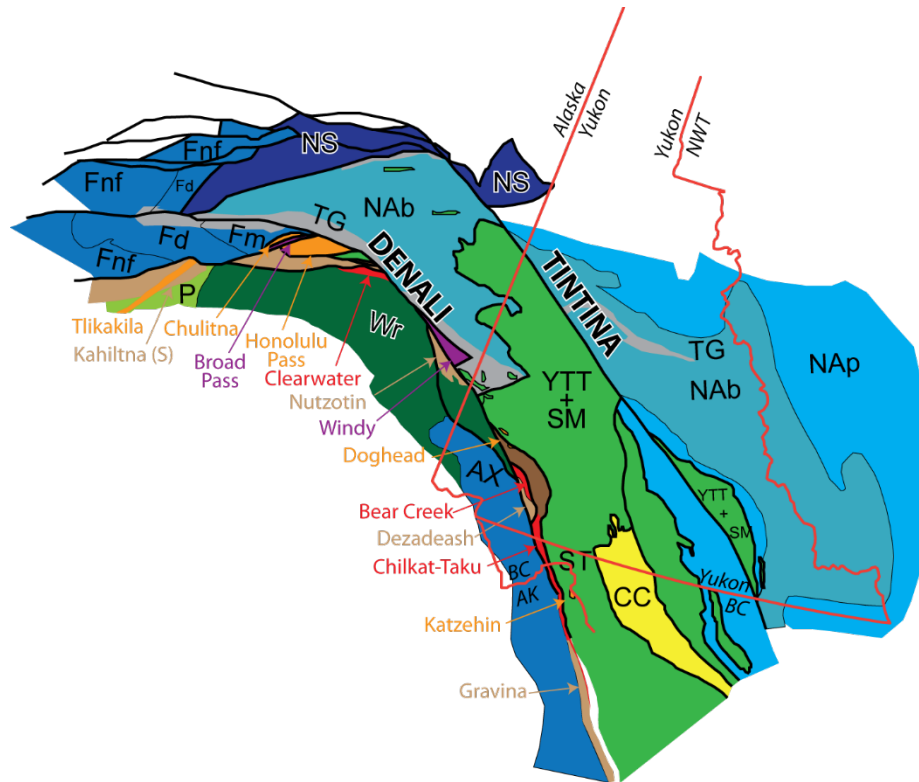 Alaska
Yukon
Yukon
NWT
Fnf
NS
Fnf
Fd
NS
NAb
TG
Fd
Fm
Fnf
DENALI
TINTINA
P
Wr
TG
NAb
NAp
Tlikakila
Chulitna
Kahiltna (S)
Honolulu
Pass
Broad
Pass
Clearwater
Nutzotin
Windy
YTT
+
SM
Doghead
AX
Bear Creek
Dezadeash
Chilkat-Taku
YTT
+
SM
ST
BC
AK
CC
Yukon
BC
Katzehin
Gravina